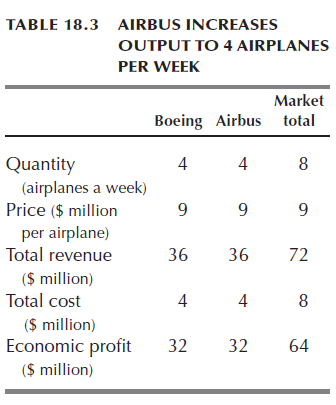 TABLE 18.3 AIRBUS INCREASES
OUTPUT TO 4 AIRPLANES
PER WEEK
Market
Boeing Airbus total
Quantity 4 4 8
(airplanes a week)
Price ($ million 9 9 9
per airplane)
Total revenue 36 36 72
($ million)
Total cost 4 4 8
($ million)
Economic profit 32 32 64
($ million)